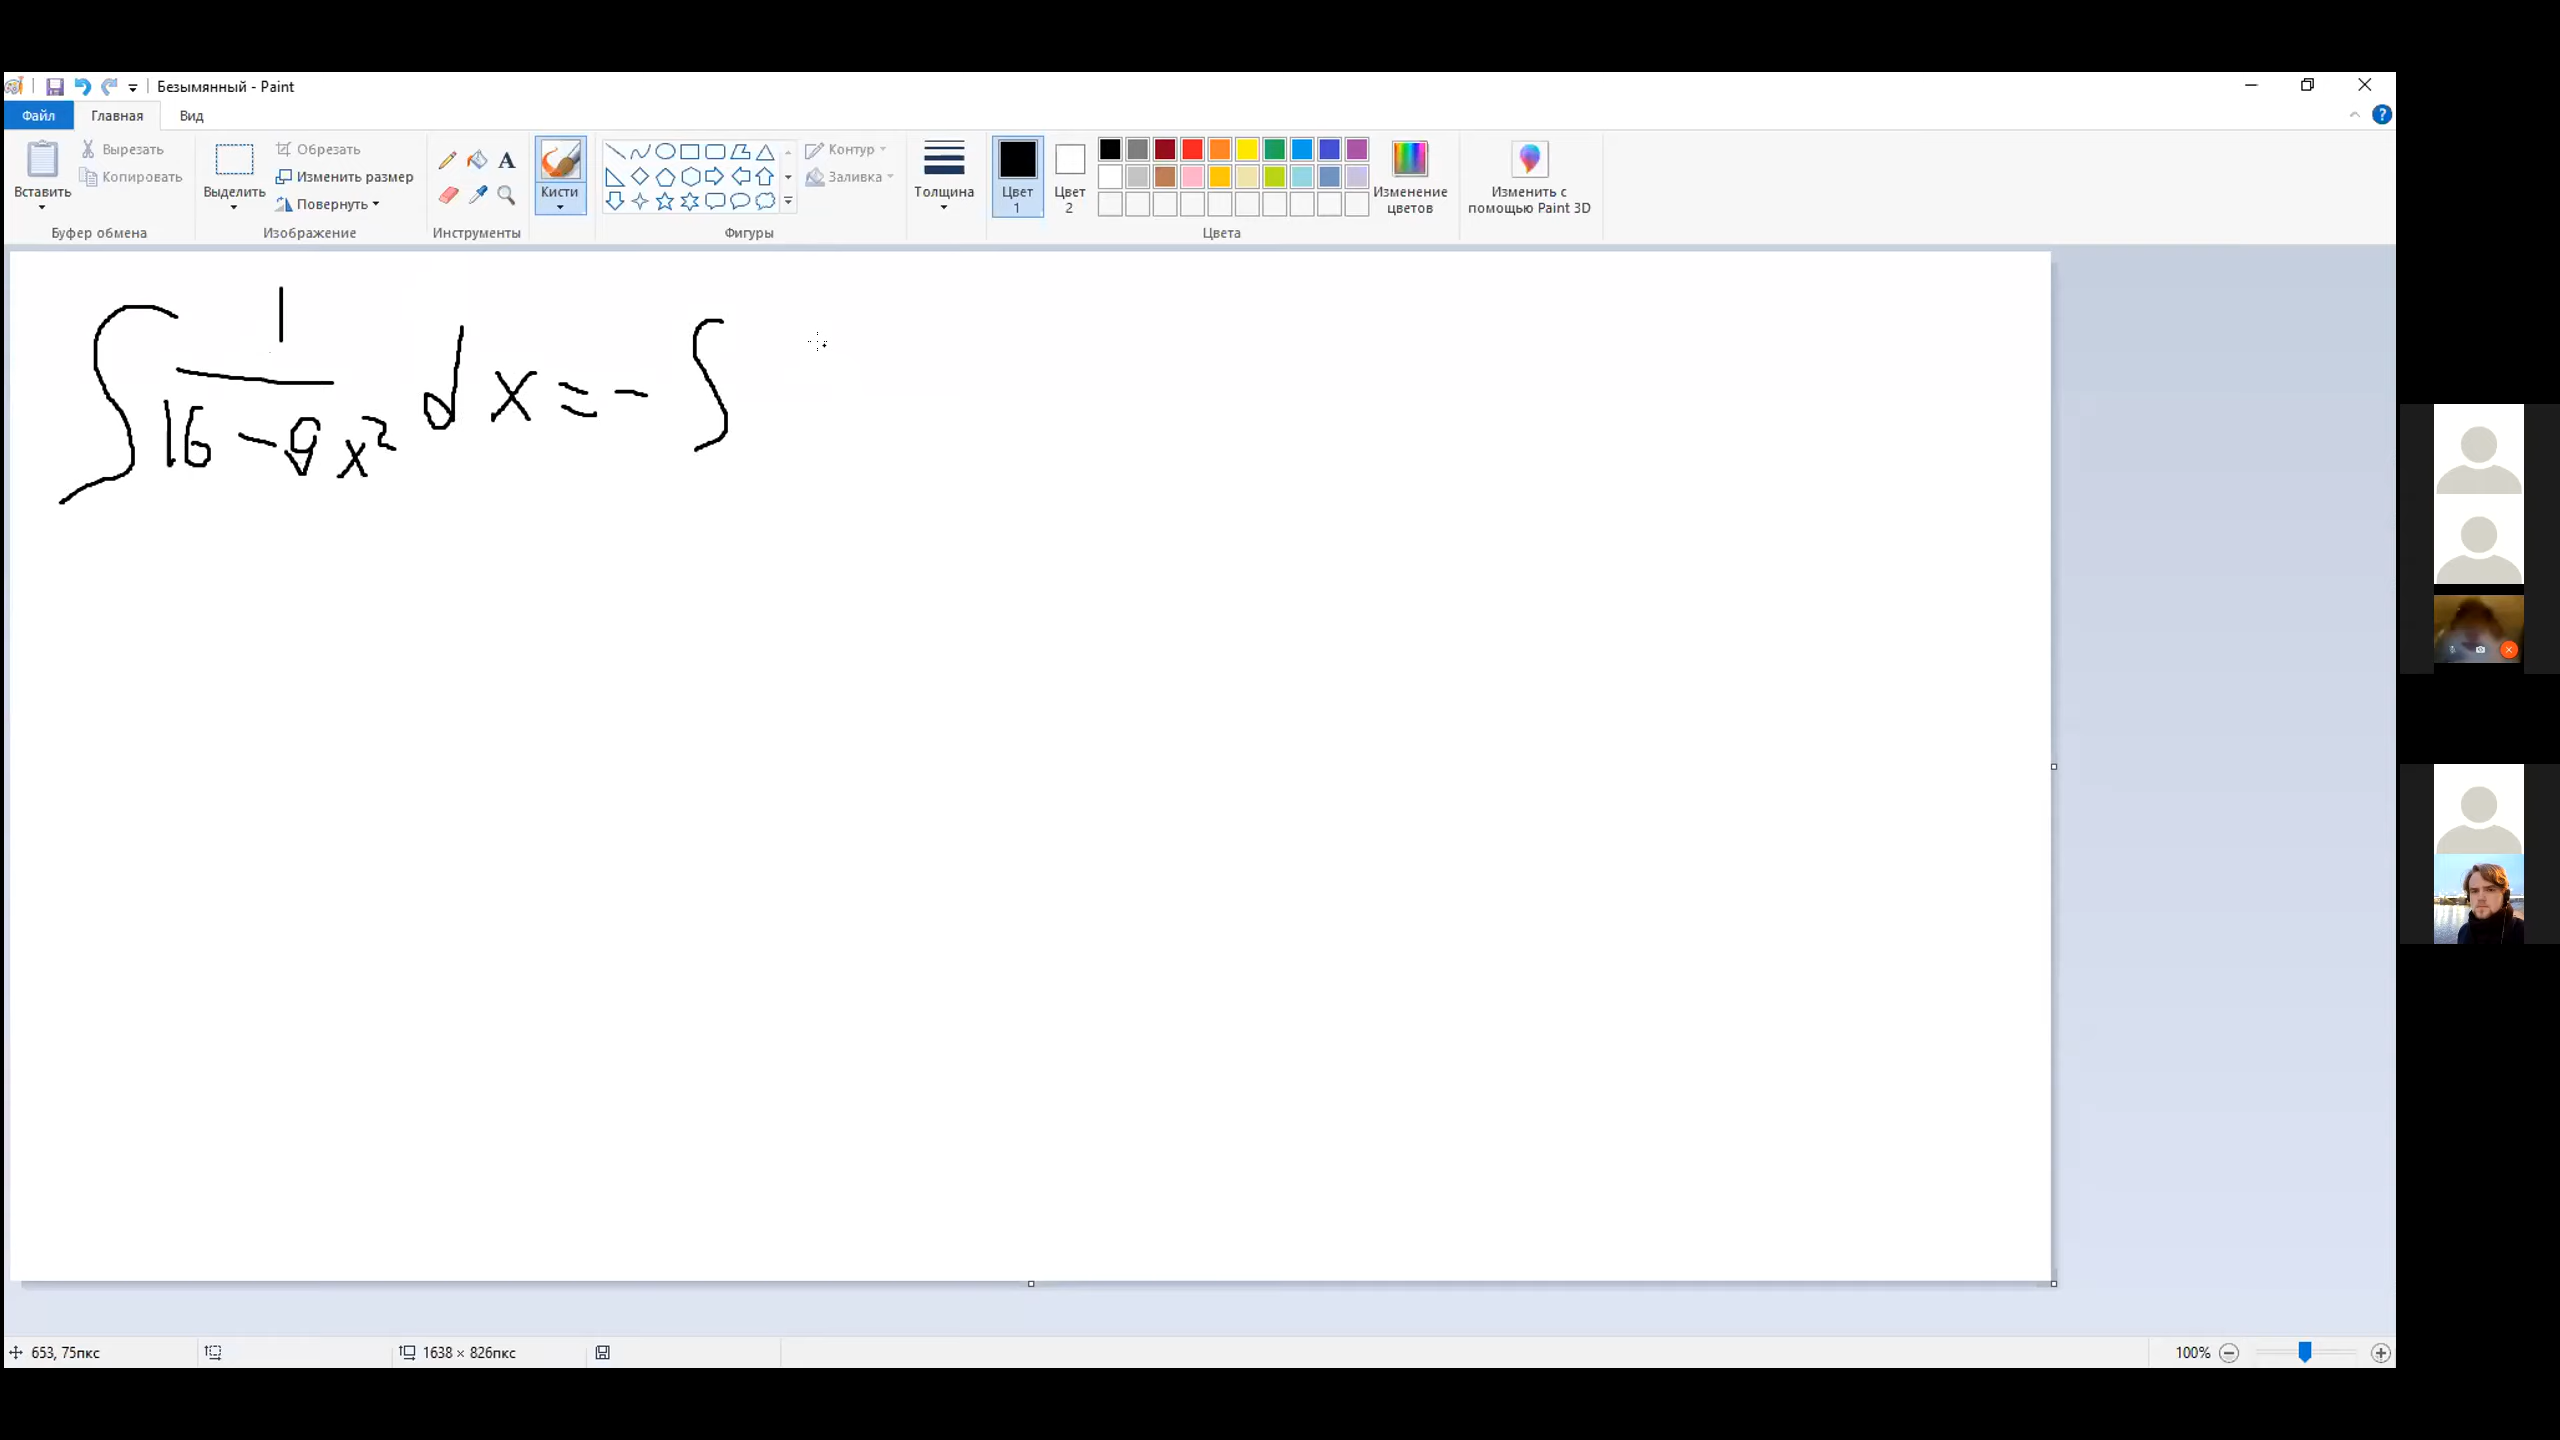 Безымянный - Paint
Файл Главная Вид
Вставить
Вырезать
Копировать
Буфер обмена
Выделить
Обрезать
Изменить размер
Повернуть
Изображение
A
Инструменты
Кисти
Контур
Заливка
Фигуры
Толщина
Цвет 1
Цвет 2
Изменение цветов
Цвета
Изменить с помощью Paint 3D
∫ 1/(16 - 9x²) dx = - ∫
653, 75пкс
1638 × 826пкс
100%